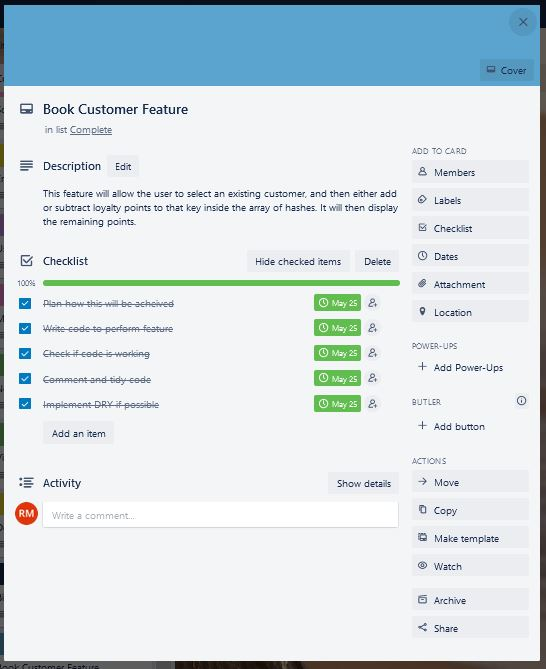 Cover
Book Customer Feature
in list Complete
Description Edit
This feature will allow the user to select an existing customer, and then either add
or subtract loyalty points to that key inside the array of hashes. It will then display
the remaining points.
Checklist Hide checked items Delete
100%
Plan how this will be acheived May 25
Write code to perform feature May 25
Check if code is working May 25
Comment and tidy code May 25
Implement DRY if possible May 25
Add an item
Activity Show details
RM Write a comment...
ADD TO CARD
Members
Labels
Checklist
Dates
Attachment
Location
POWER-UPS
+ Add Power-Ups
BUTLER
+ Add button
ACTIONS
Move
Copy
Make template
Watch
Archive
Share
Book Customer Feature